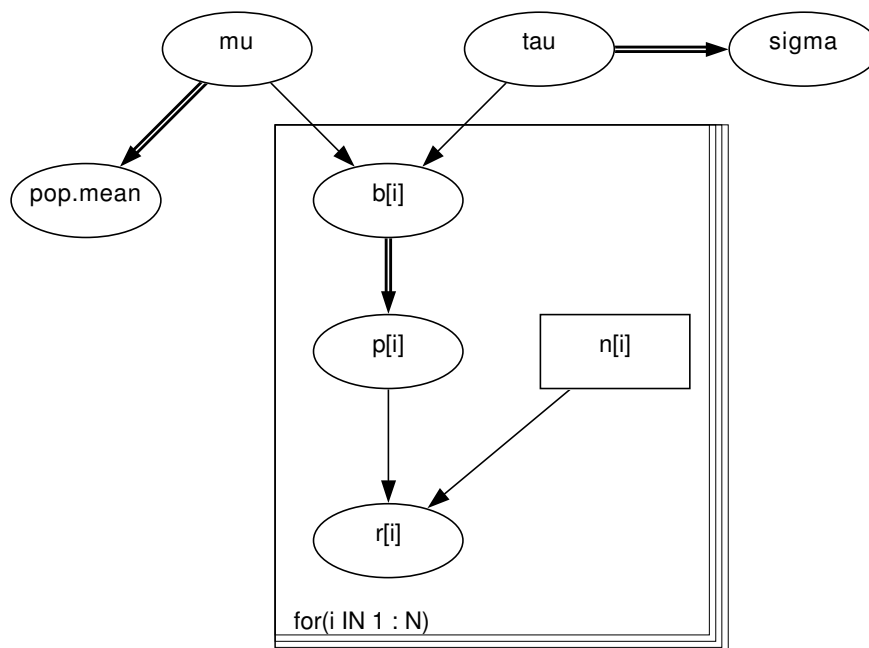 mu
tau
sigma
pop.mean
b[i]
p[i]
n[i]
r[i]
for(i IN 1 : N)